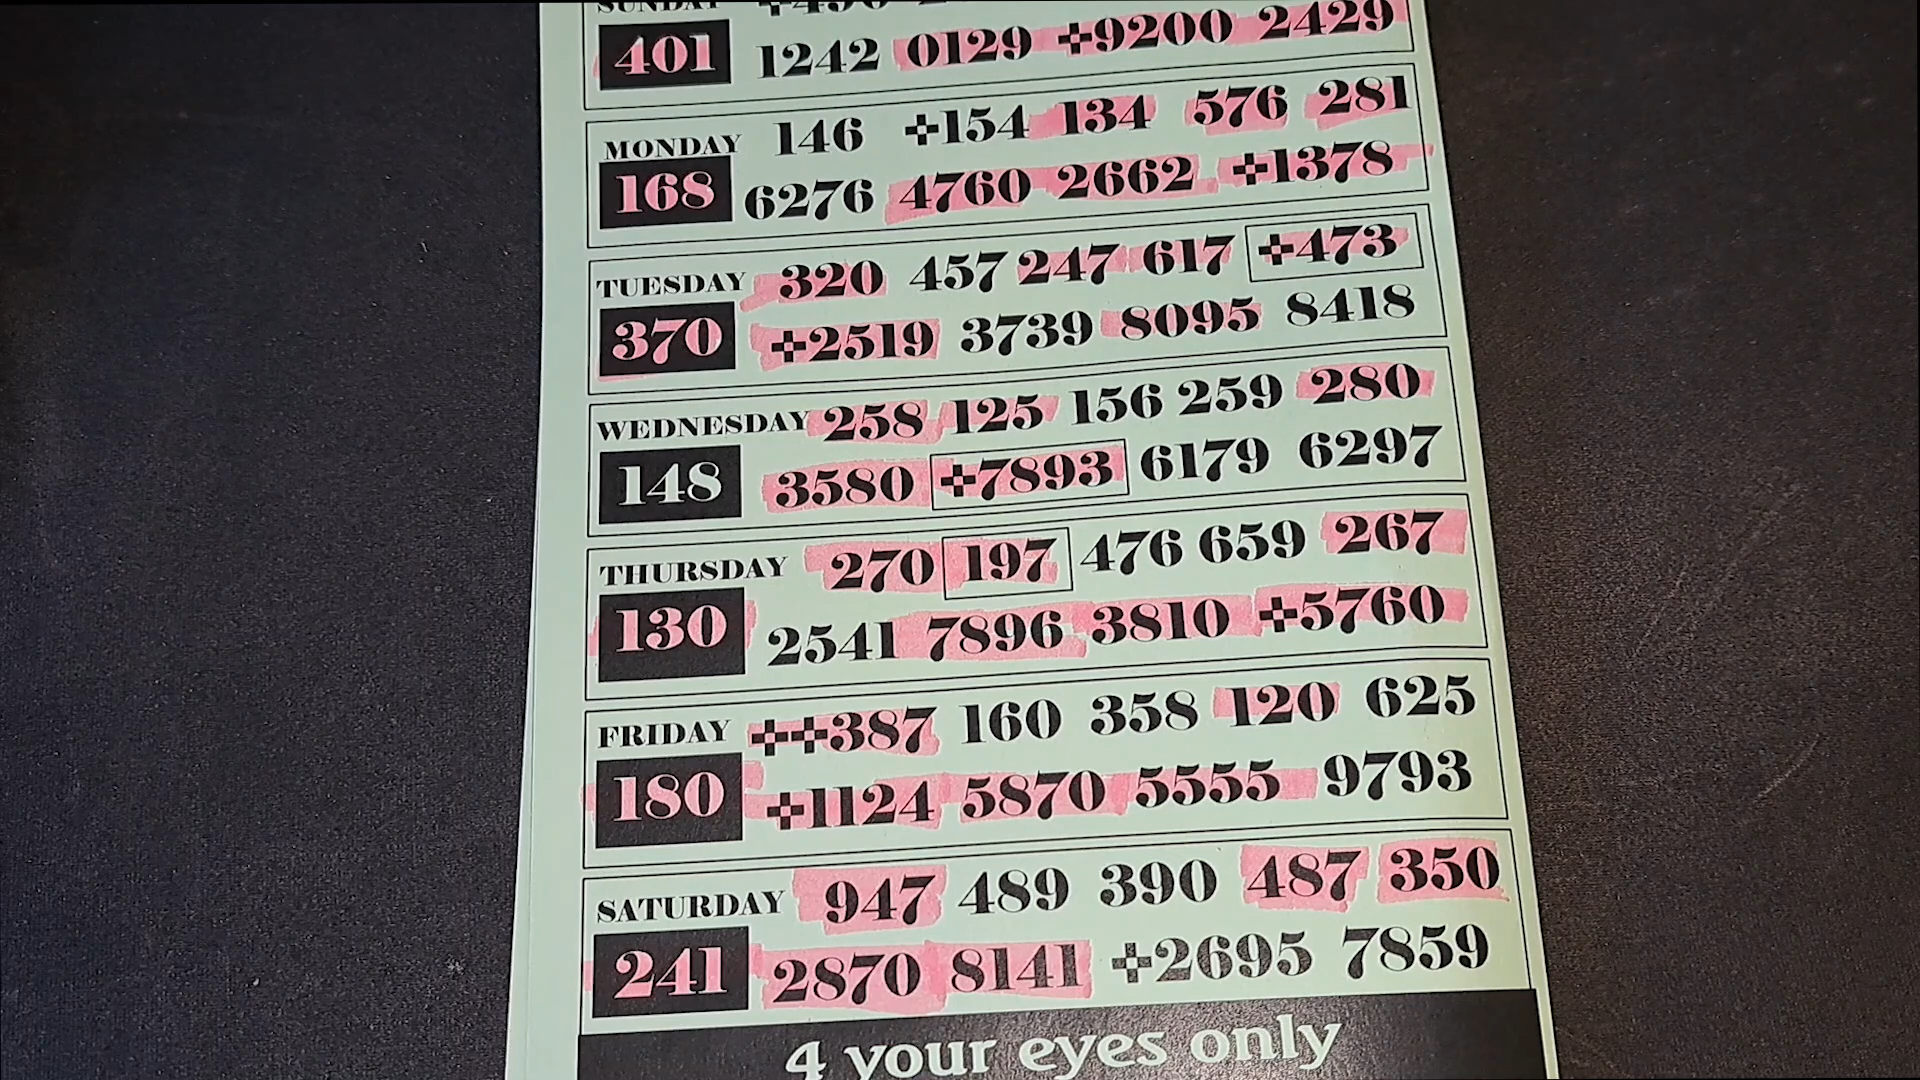 SUNDAY +490
401 1242 0129 +9200 2429
MONDAY 146 +154 134 576 281
168 6276 4760 2662 +1378
TUESDAY 320 457 247 617 +473
370 +2519 3739 8095 8418
WEDNESDAY 258 125 156 259 280
148 3580 +7893 6179 6297
THURSDAY 270 197 476 659 267
130 2541 7896 3810 +5760
FRIDAY ++387 160 358 120 625
180 +1124 5870 5555 9793
SATURDAY 947 489 390 487 350
241 2870 8141 +2695 7859
4 your eyes only